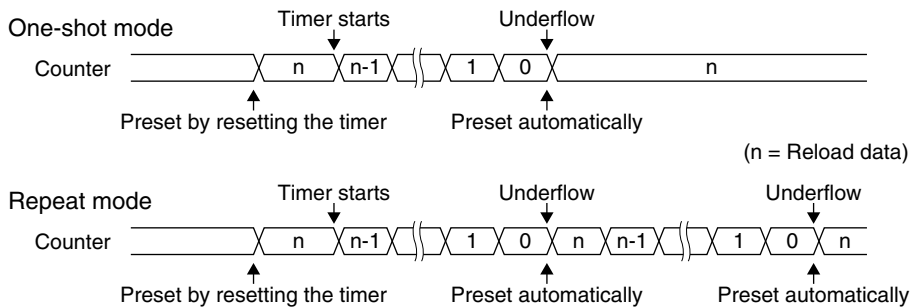 Timer starts Underflow
One-shot mode
Counter n n-1 1 0 n
Preset by resetting the timer Preset automatically
(n = Reload data)
Timer starts Underflow Underflow
Repeat mode
Counter n n-1 1 0 n n-1 1 0 n
Preset by resetting the timer Preset automatically Preset automatically